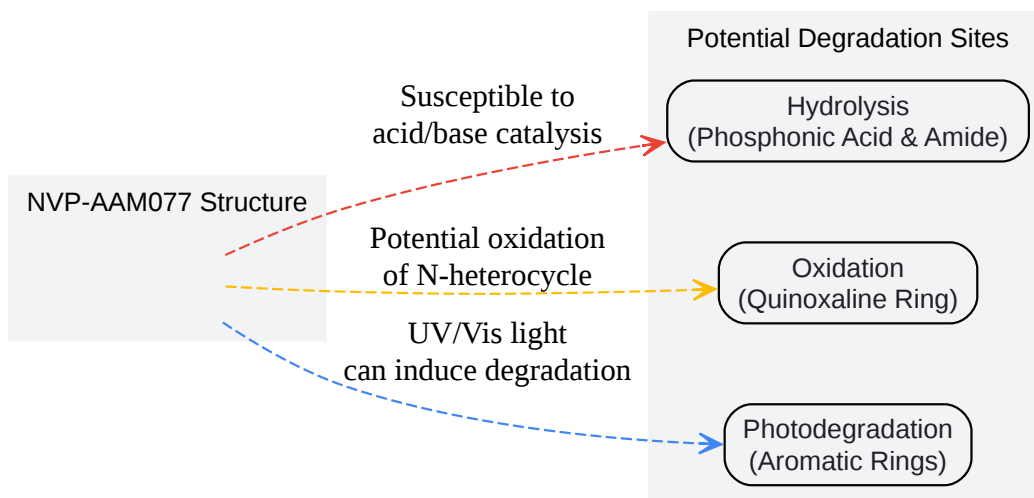 Potential Degradation Sites
Susceptible to
acid/base catalysis
Hydrolysis
(Phosphonic Acid & Amide)
NVP-AAM077 Structure
Potential oxidation
of N-heterocycle
Oxidation
(Quinoxaline Ring)
UV/Vis light
can induce degradation
Photodegradation
(Aromatic Rings)